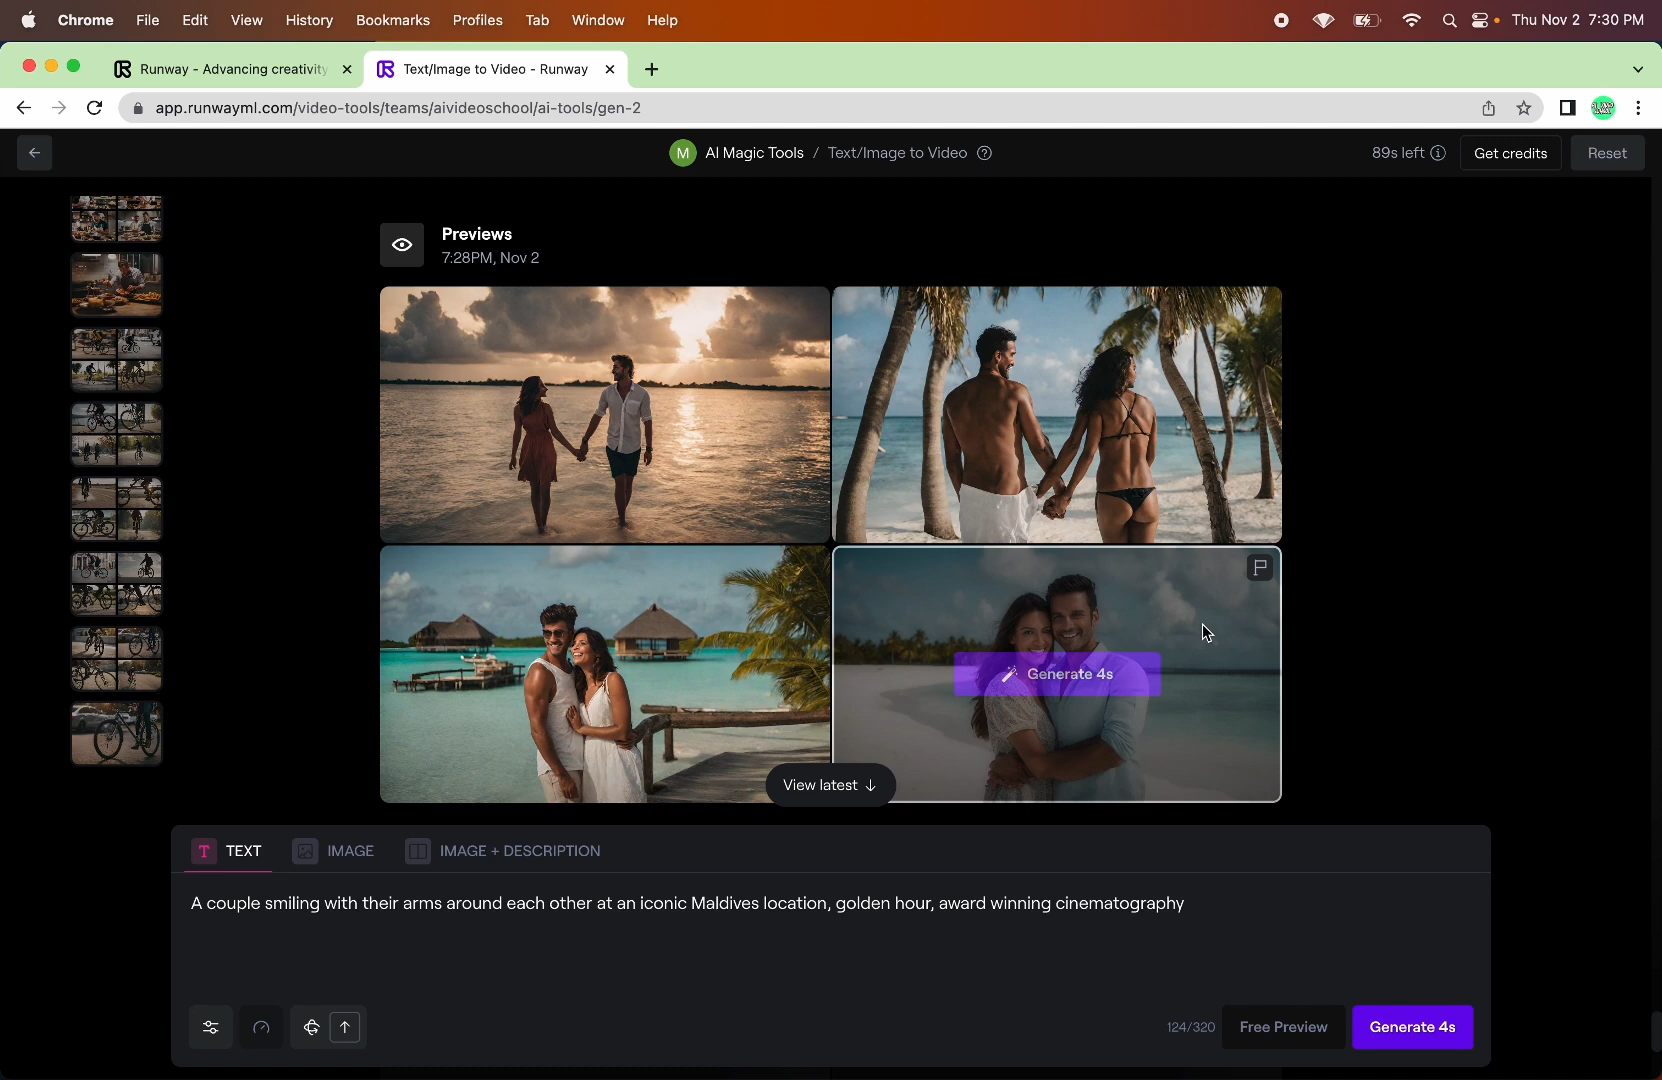 Chrome File Edit View History Bookmarks Profiles Tab Window Help Thu Nov 2 7:30 PM
Runway - Advancing creativity Text/Image to Video - Runway
app.runwayml.com/video-tools/teams/aivideoschool/ai-tools/gen-2
M AI Magic Tools / Text/Image to Video 89s left Get credits Reset
Previews
7:28PM, Nov 2
Generate 4s
View latest ↓
T TEXT IMAGE IMAGE + DESCRIPTION
A couple smiling with their arms around each other at an iconic Maldives location, golden hour, award winning cinematography
124/320 Free Preview Generate 4s